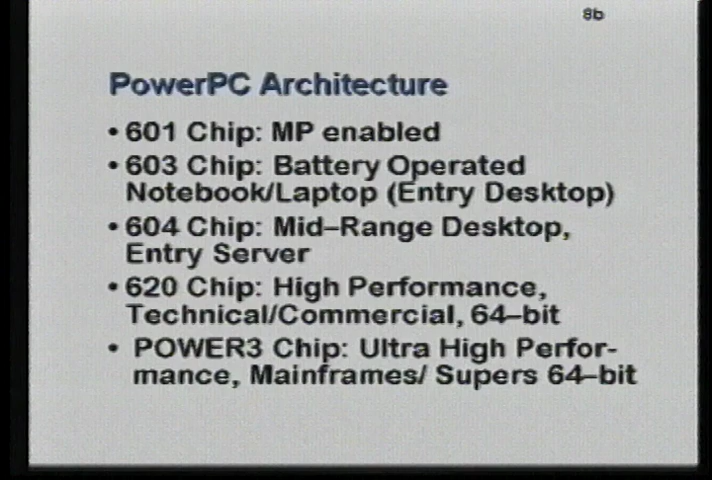 8b
PowerPC Architecture
• 601 Chip: MP enabled
• 603 Chip: Battery Operated
Notebook/Laptop (Entry Desktop)
• 604 Chip: Mid–Range Desktop,
Entry Server
• 620 Chip: High Performance,
Technical/Commercial, 64–bit
• POWER3 Chip: Ultra High Perfor-
mance, Mainframes/ Supers 64–bit